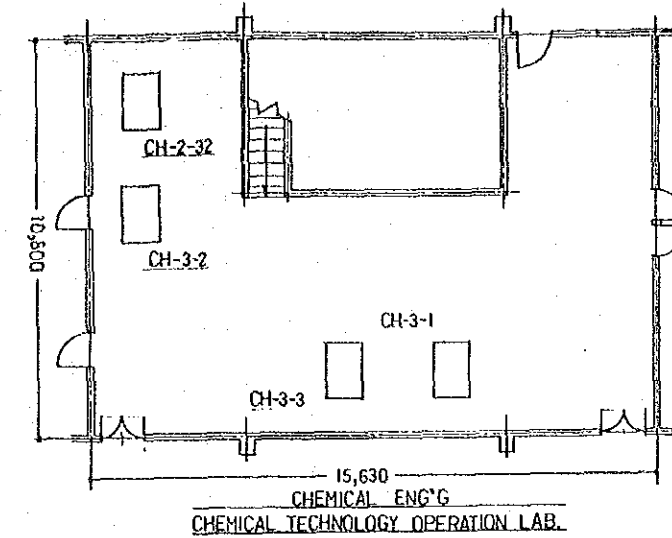 CH-2-32
CH-3-2
10,800
CH-3-1
CH-3-3
15,630
CHEMICAL ENG'G
CHEMICAL TECHNOLOGY OPERATION LAB.